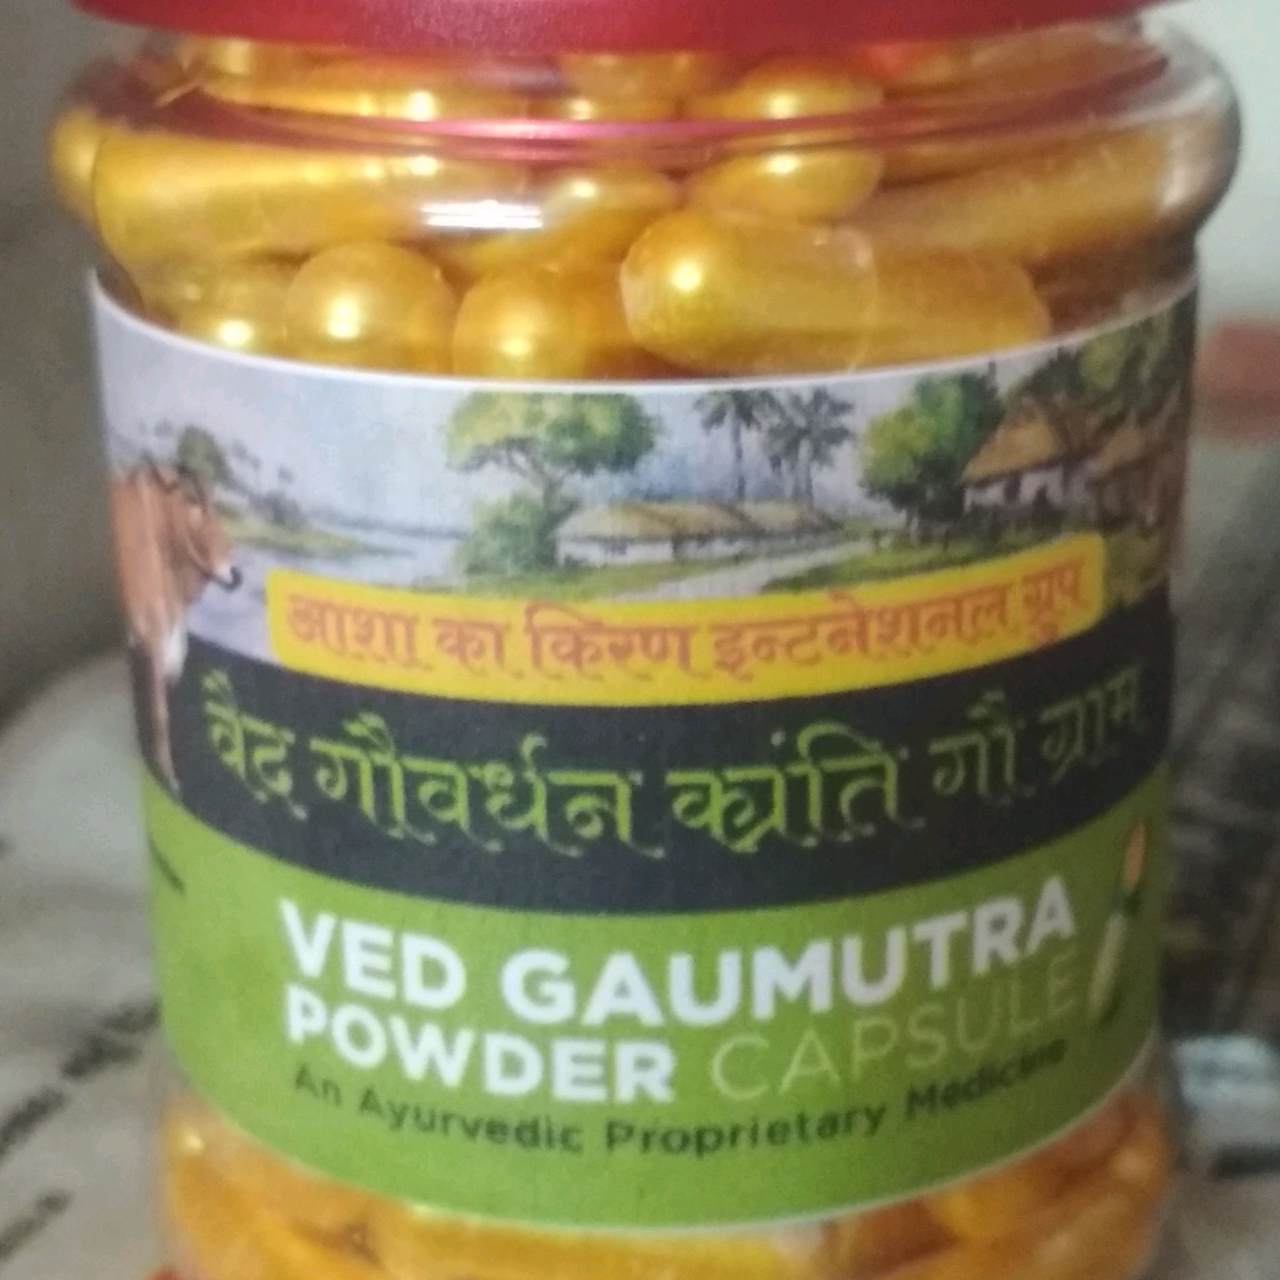 आशा का किरण इन्टनेशनल ग्रुप
वैद गौवर्धन क्रांति गौ ग्राम
VED GAUMUTRA
POWDER CAPSULE
An Ayurvedic Proprietary Medicine